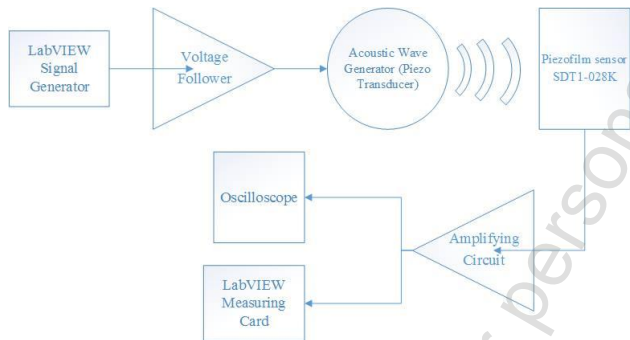 LabVIEW
Signal
Generator
Voltage
Follower
Acoustic Wave
Generator (Piezo
Transducer)
Piezofilm sensor
SDT1-028K
Oscilloscope
Amplifying
Circuit
LabVIEW
Measuring
Card
person